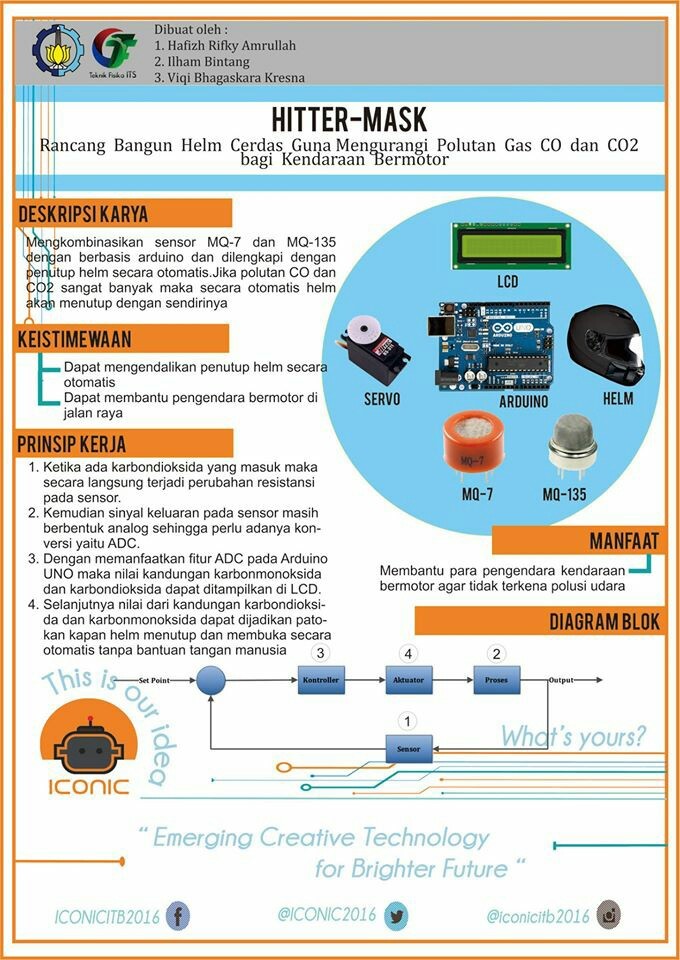 Dibuat oleh :
1. Hafizh Rifky Amrullah
2. Ilham Bintang
3. Viqi Bhagaskara Kresna
Teknik Fisika ITS
HITTER-MASK
Rancang Bangun Helm Cerdas Guna Mengurangi Polutan Gas CO dan CO2
bagi Kendaraan Bermotor
DESKRIPSI KARYA
Mengkombinasikan sensor MQ-7 dan MQ-135
dengan berbasis arduino dan dilengkapi dengan
penutup helm secara otomatis.Jika polutan CO dan
CO2 sangat banyak maka secara otomatis helm
akan menutup dengan sendirinya
KEISTIMEWAAN
Dapat mengendalikan penutup helm secara
otomatis
Dapat membantu pengendara bermotor di
jalan raya
PRINSIP KERJA
1. Ketika ada karbondioksida yang masuk maka
secara langsung terjadi perubahan resistansi
pada sensor.
2. Kemudian sinyal keluaran pada sensor masih
berbentuk analog sehingga perlu adanya kon-
versi yaitu ADC.
3. Dengan memanfaatkan fitur ADC pada Arduino
UNO maka nilai kandungan karbonmonoksida
dan karbondioksida dapat ditampilkan di LCD.
4. Selanjutnya nilai dari kandungan karbondioksi-
da dan karbonmonoksida dapat dijadikan pato-
kan kapan helm menutup dan membuka secara
otomatis tanpa bantuan tangan manusia
LCD
SERVO
UNO
ARDUINO
ARDUINO
HELM
MQ-7
MQ-7
MQ-135
MANFAAT
Membantu para pengendara kendaraan
bermotor agar tidak terkena polusi udara
DIAGRAM BLOK
3
4
2
Set Point
Kontroller
Aktuator
Proses
Output
1
Sensor
This is our idea
ICONIC
What's yours?
“ Emerging Creative Technology
for Brighter Future “
ICONICITB2016
@ICONIC2016
@iconicitb2016